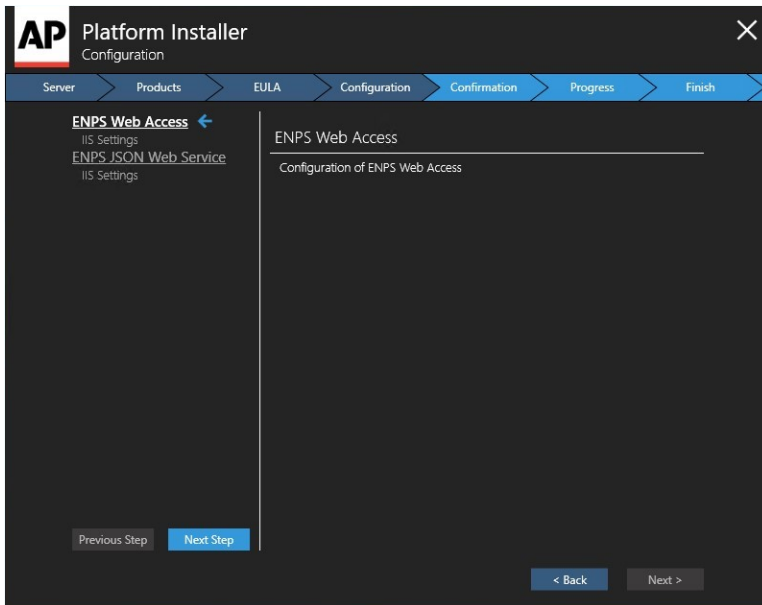 AP
Platform Installer
Configuration
Server Products EULA Configuration Confirmation Progress Finish
ENPS Web Access
IIS Settings
ENPS JSON Web Service
IIS Settings
ENPS Web Access
Configuration of ENPS Web Access
Previous Step Next Step
< Back Next >